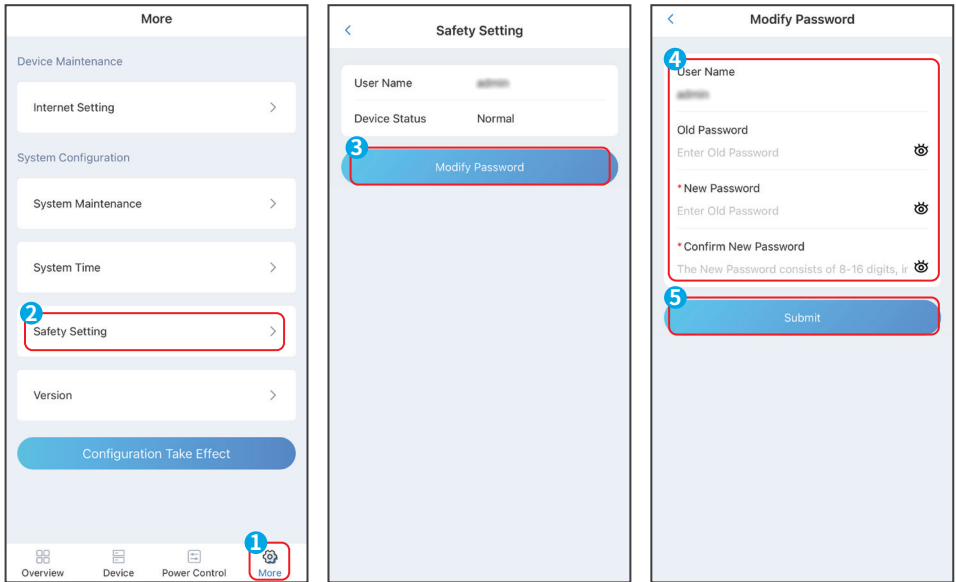 More
Device Maintenance
Internet Setting
System Configuration
System Maintenance
System Time
2
Safety Setting
Version
Configuration Take Effect
1
Overview
Device
Power Control
More
Safety Setting
User Name
admin
Device Status
Normal
3
Modify Password
Modify Password
4
User Name
admin
Old Password
Enter Old Password
* New Password
Enter Old Password
* Confirm New Password
The New Password consists of 8-16 digits, ir
5
Submit